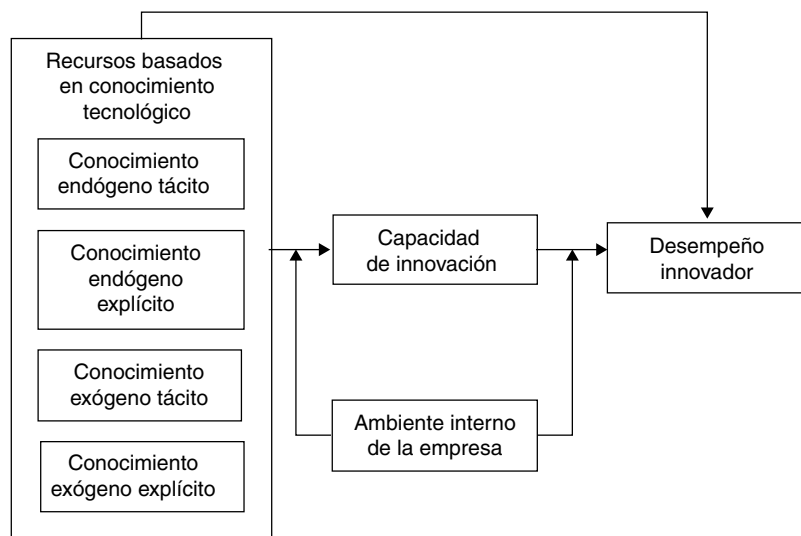 Recursos basados
en conocimiento
tecnológico
Conocimiento
endógeno tácito
Conocimiento
endógeno
explícito
Conocimiento
exógeno tácito
Conocimiento
exógeno explícito
Capacidad
de innovación
Ambiente interno
de la empresa
Desempeño
innovador